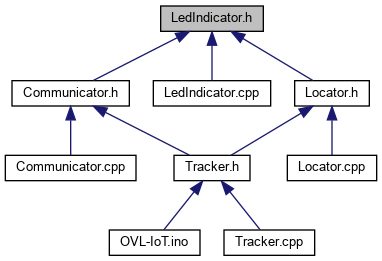 LedIndicator.h
Communicator.h
LedIndicator.cpp
Locator.h
Communicator.cpp
Tracker.h
Locator.cpp
OVL-IoT.ino
Tracker.cpp